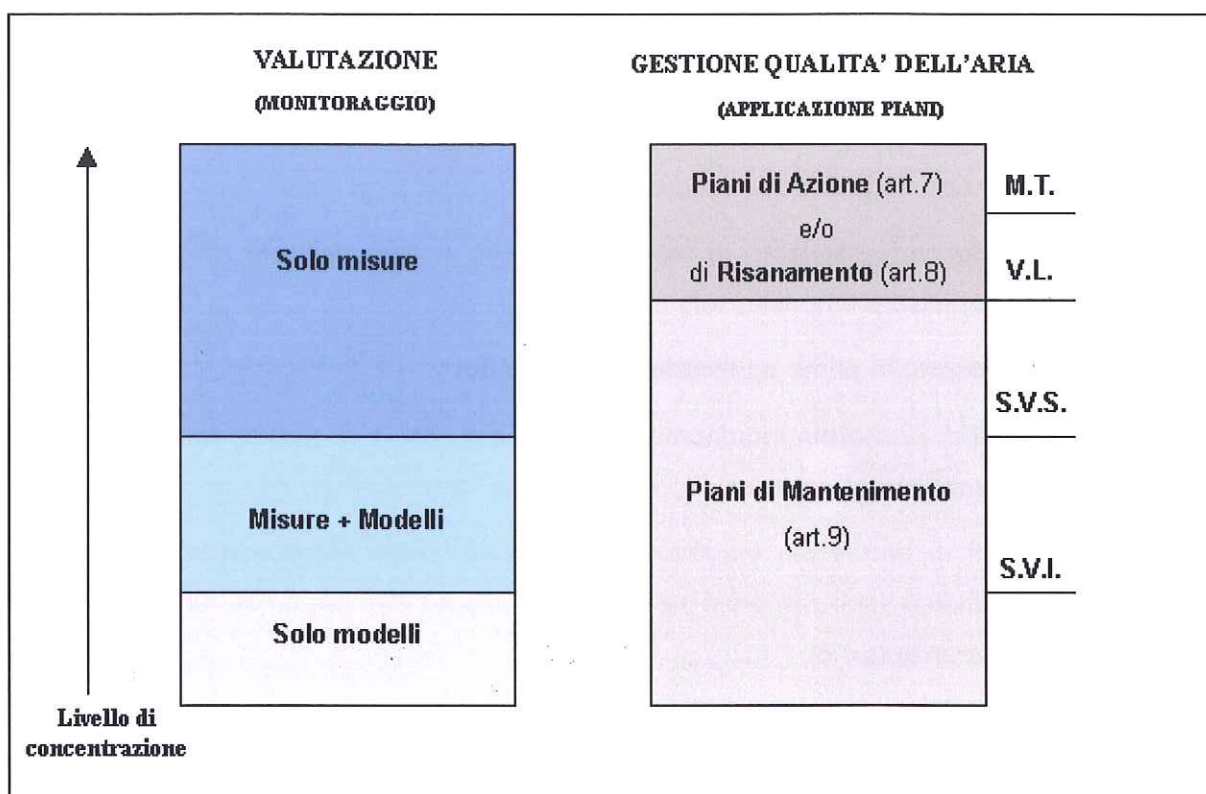 VALUTAZIONE
(MONITORAGGIO)
GESTIONE QUALITA' DELL'ARIA
(APPLICAZIONE PIANI)
Solo misure
Misure + Modelli
Solo modelli
Livello di
concentrazione
Piani di Azione (art.7)
e/o
di Risanamento (art.8)
Piani di Mantenimento
(art.9)
M.T.
V.L.
S.V.S.
S.V.I.